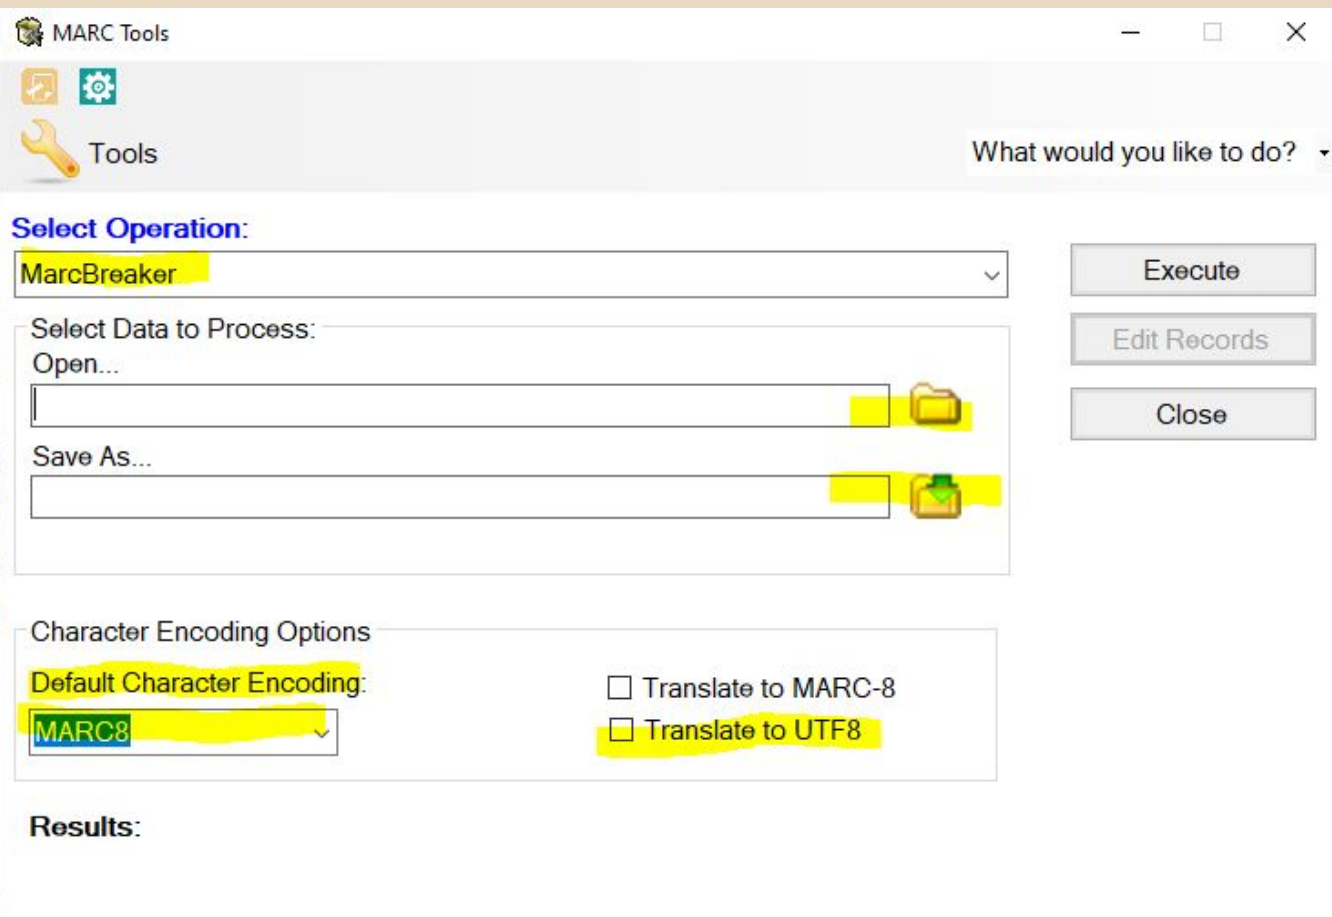 MARC Tools
Tools
What would you like to do?
Select Operation:
MarcBreaker
Execute
Select Data to Process:
Edit Records
Open...
Close
Save As...
Character Encoding Options
Default Character Encoding:
Translate to MARC-8
MARC8
Translate to UTF8
Results: